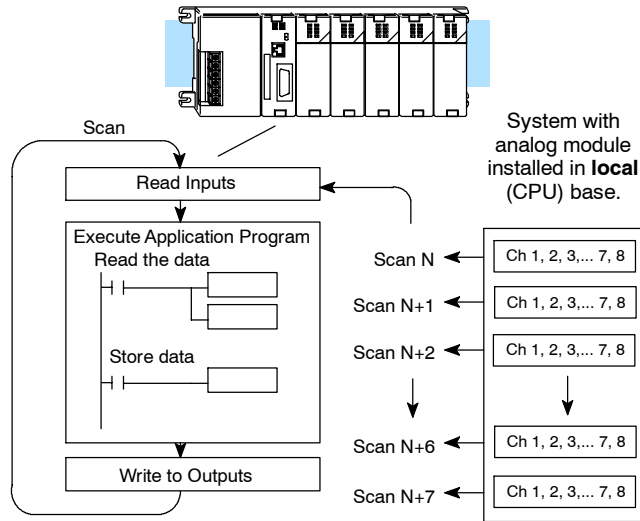 System with
analog module
installed in local
(CPU) base.
Scan
Read Inputs
Execute Application Program
Read the data
Store data
Write to Outputs
Scan N
Ch 1, 2, 3,... 7, 8
Scan N+1
Ch 1, 2, 3,... 7, 8
Scan N+2
Ch 1, 2, 3,... 7, 8
Scan N+6
Ch 1, 2, 3,... 7, 8
Scan N+7
Ch 1, 2, 3,... 7, 8